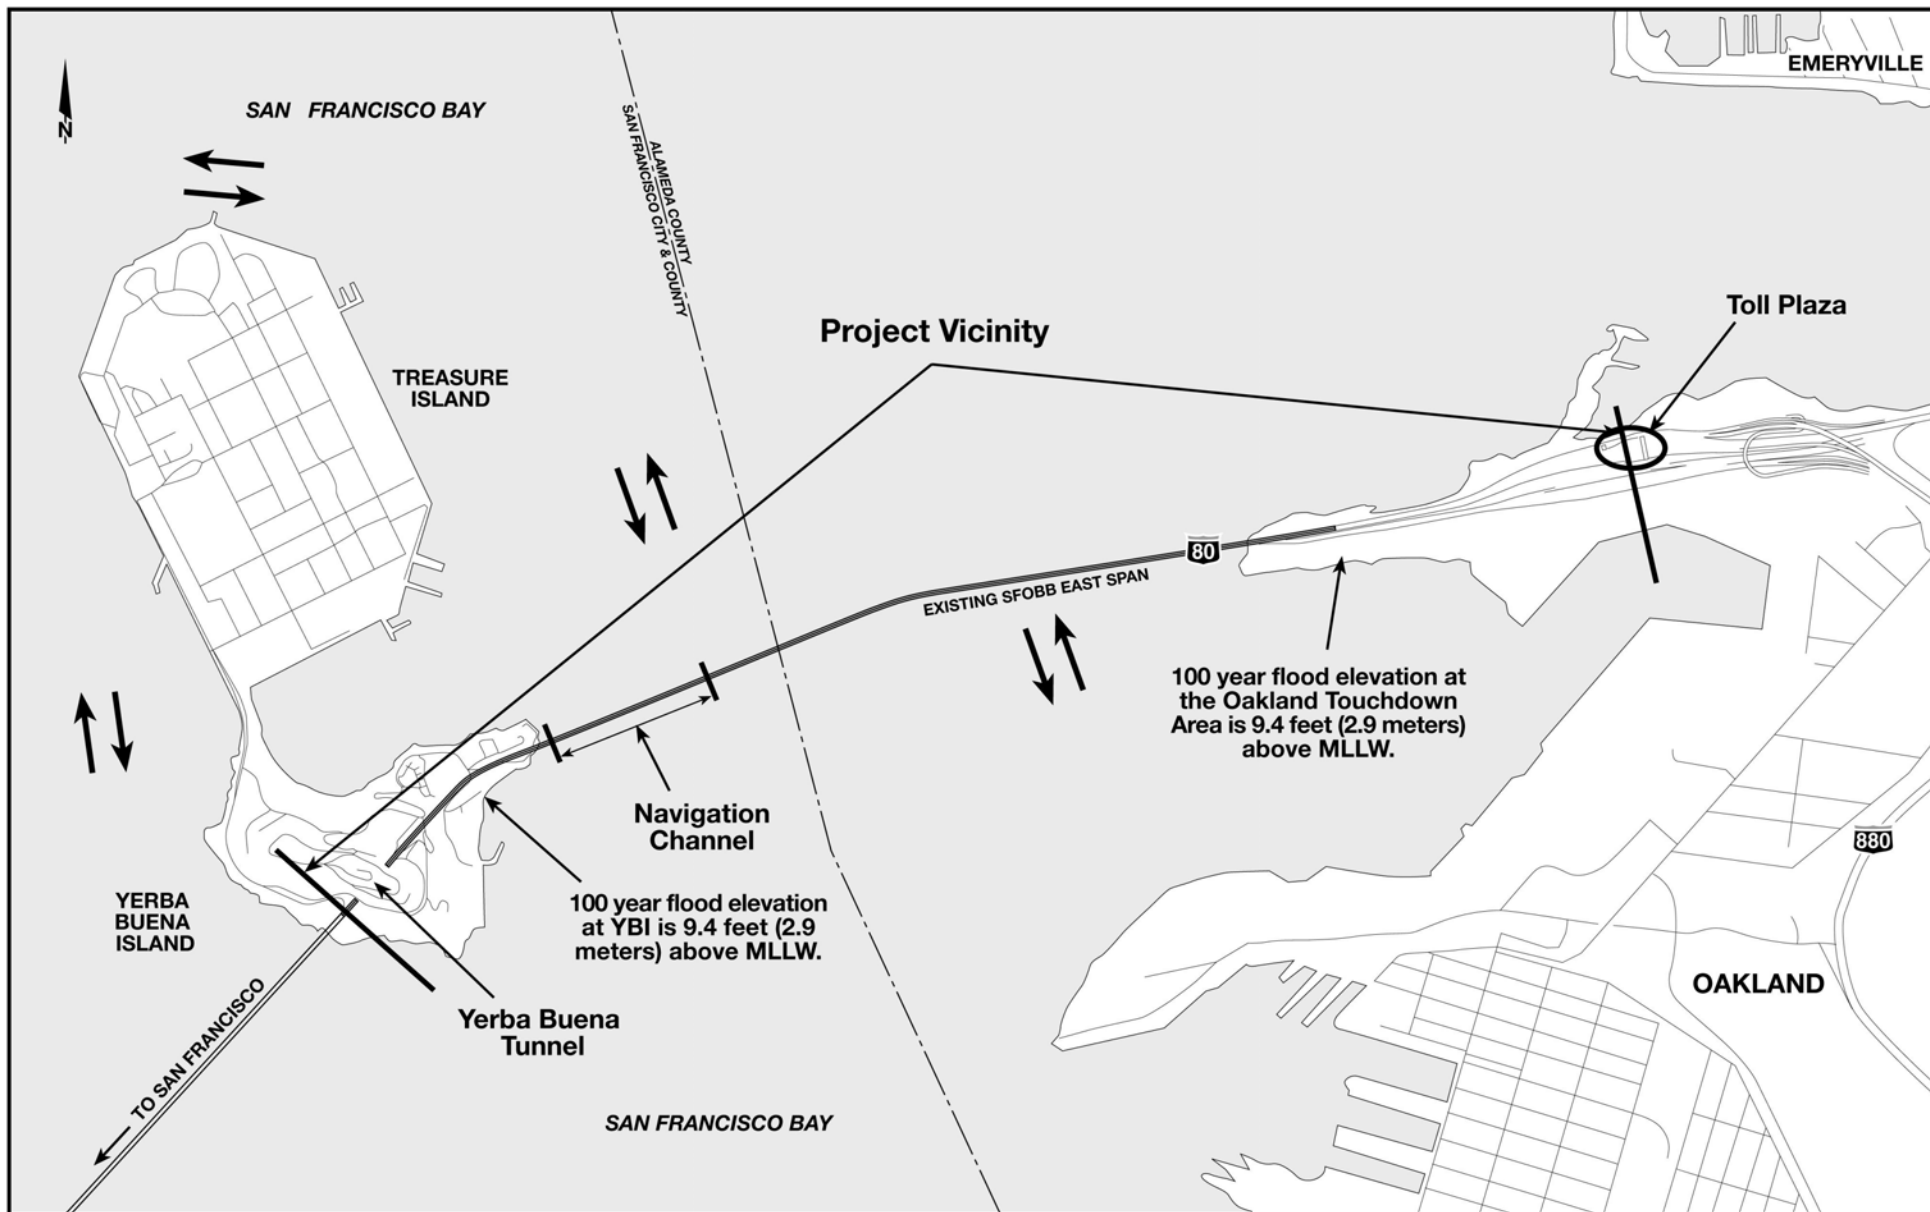 EMERYVILLE
N
SAN FRANCISCO BAY
ALAMEDA COUNTY
SAN FRANCISCO CITY & COUNTY
Toll Plaza
Project Vicinity
TREASURE
ISLAND
80
EXISTING SFOBB EAST SPAN
100 year flood elevation at
the Oakland Touchdown
Area is 9.4 feet (2.9 meters)
above MLLW.
Navigation
Channel
880
100 year flood elevation
at YBI is 9.4 feet (2.9
meters) above MLLW.
YERBA
BUENA
ISLAND
OAKLAND
Yerba Buena
Tunnel
TO SAN FRANCISCO
SAN FRANCISCO BAY